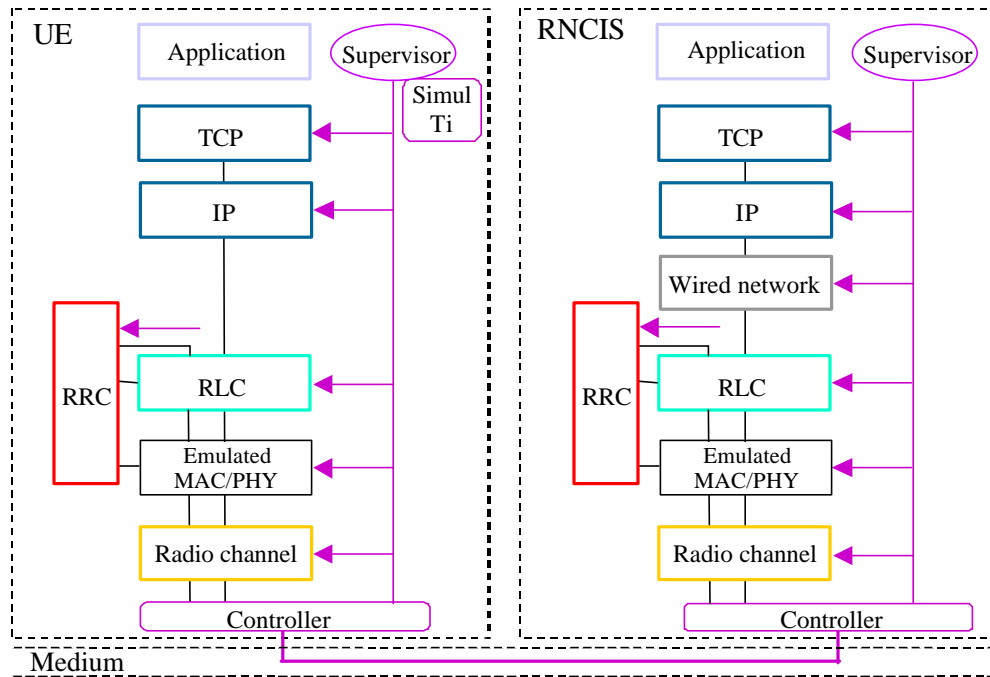 UE
Application
Supervisor
Simul
Ti
TCP
IP
RRC
RLC
Emulated
MAC/PHY
Radio channel
Controller
RNCIS
Application
Supervisor
TCP
IP
Wired network
RRC
RLC
Emulated
MAC/PHY
Radio channel
Controller
Medium